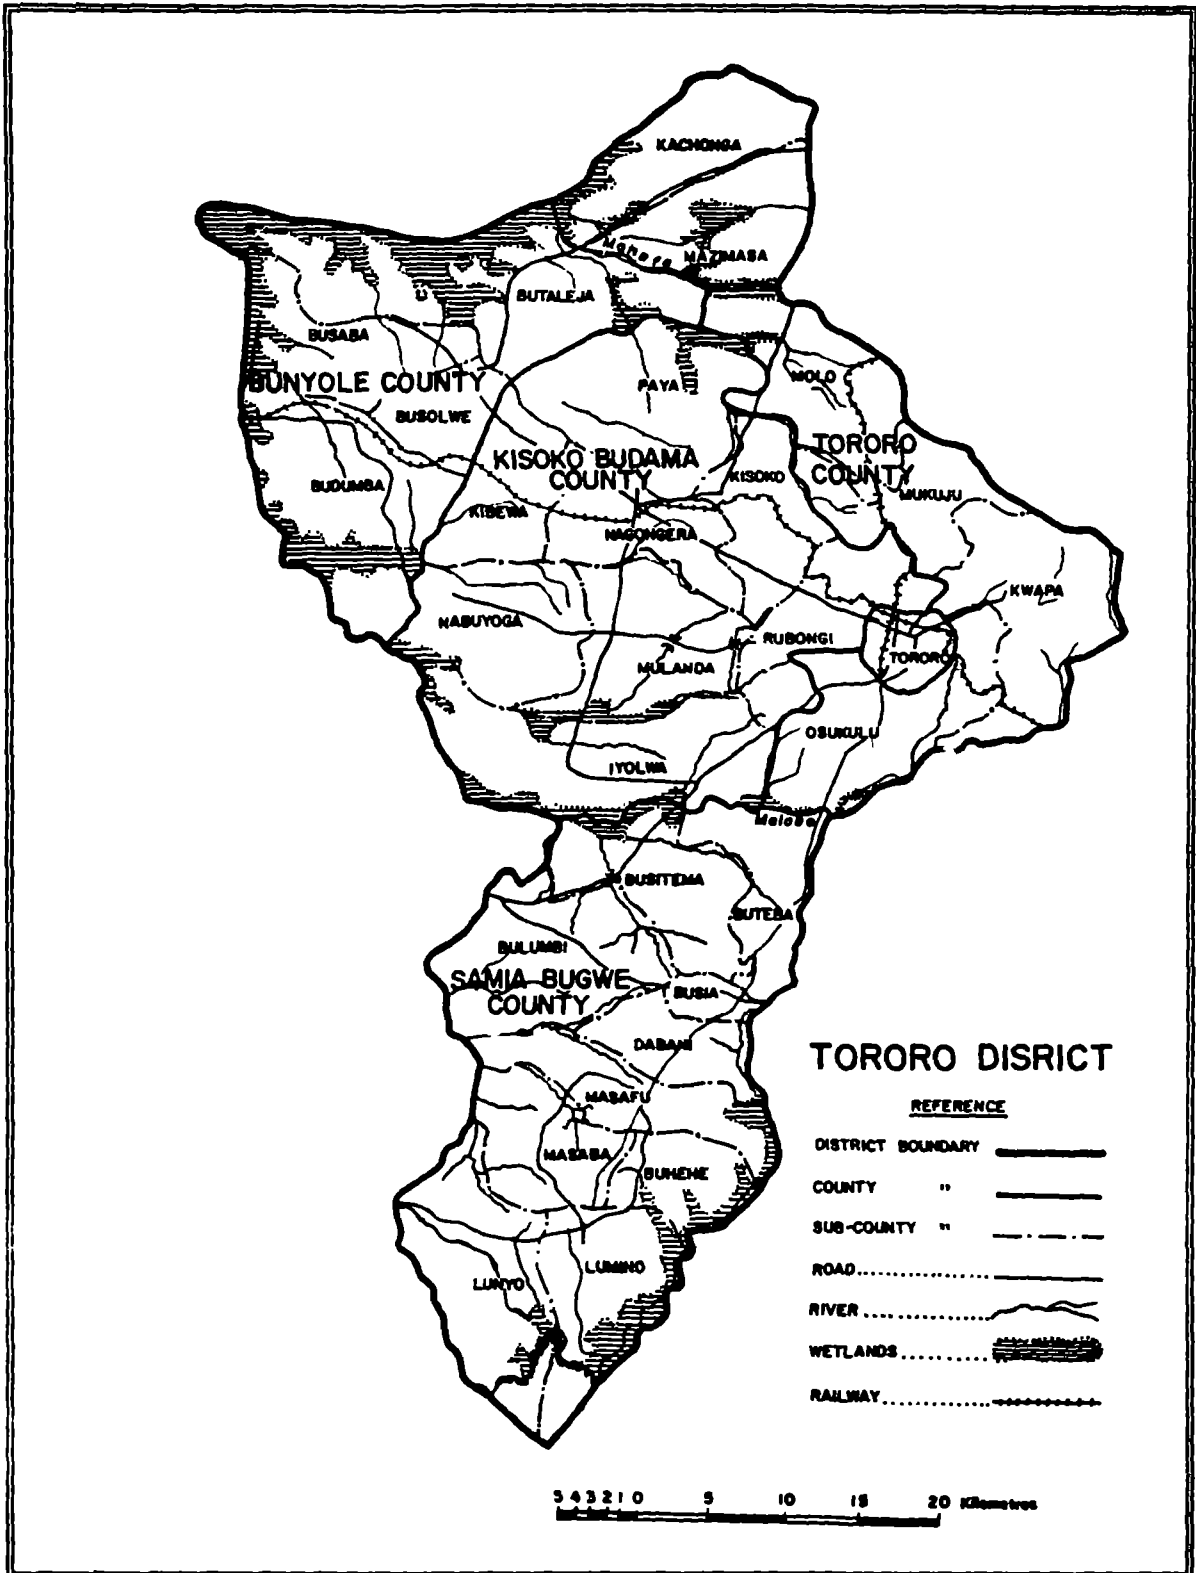 KACHONGA
Manafa
MAZIMASA
BUTALEJA
BUSABA
BUNYOLE COUNTY
PAYA
MOLO
BUSOLWE
TORORO
COUNTY
KISOKO BUDAMA
COUNTY
KISOKO
BUDUMBA
MUKUJU
KISEWA
NAGONGERA
KWAPA
NABUYOGA
RUBONGI
MULANDA
TORORO
OSUKULU
IYOLWA
Malaba
BUSITEMA
BUTEBA
BULUMBI
SAMIA BUGWE
COUNTY
BUSIA
DABANI
MASAFU
MASABA
BUHEHE
LUMINO
LUNYO
TORORO DISRICT
REFERENCE
DISTRICT BOUNDARY
COUNTY "
SUB-COUNTY "
ROAD
RIVER
WETLANDS
RAILWAY
5 4 3 2 1 0 5 10 15 20 Kilometres